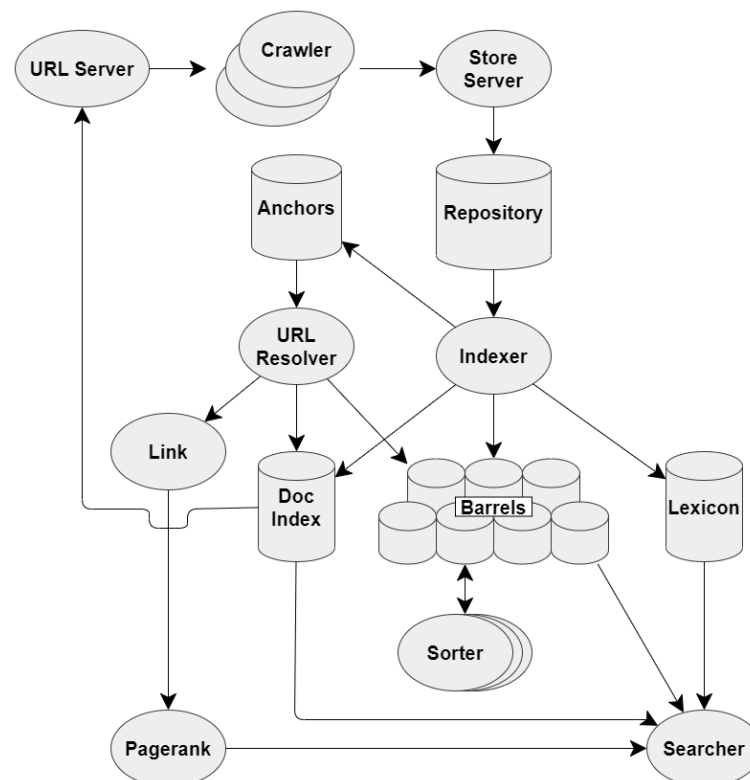 Crawler
URL Server
Store
Server
Anchors
Repository
URL
Resolver
Indexer
Link
Doc
Index
Barrels
Lexicon
Sorter
Pagerank
Searcher